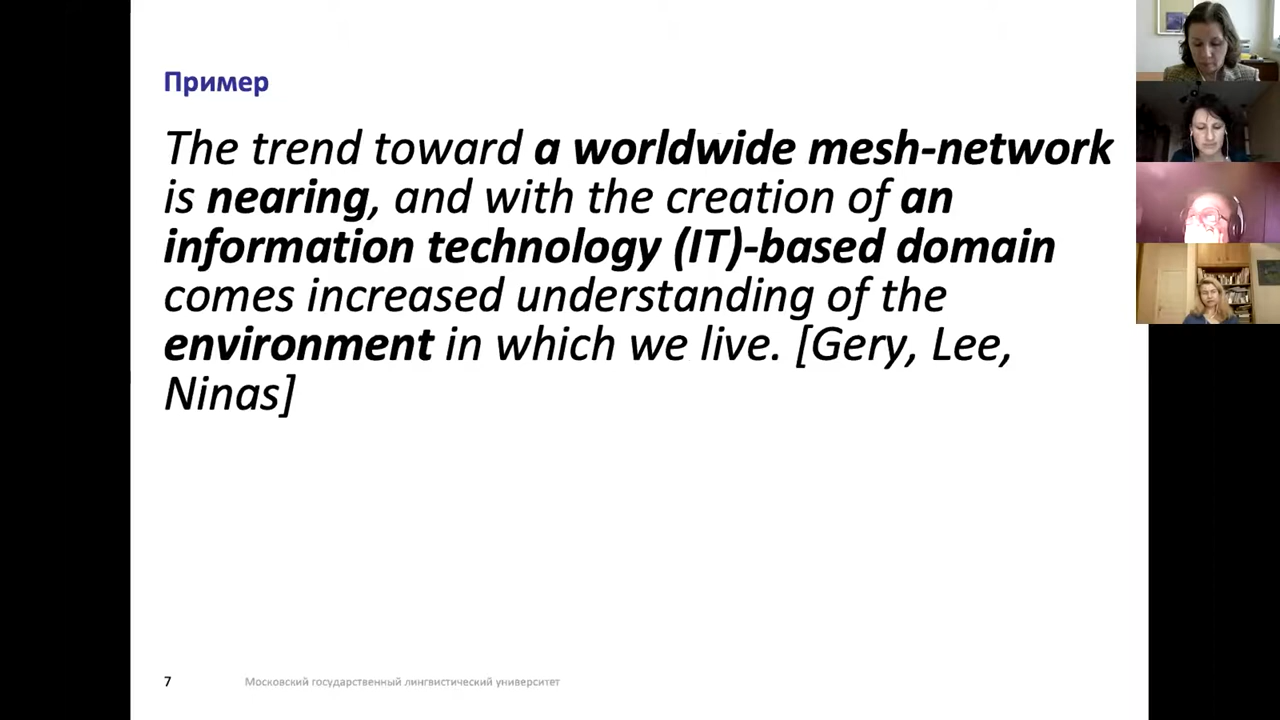 Пример
The trend toward a worldwide mesh-network
is nearing, and with the creation of an
information technology (IT)-based domain
comes increased understanding of the
environment in which we live. [Gery, Lee,
Ninas]
7
Московский государственный лингвистический университет